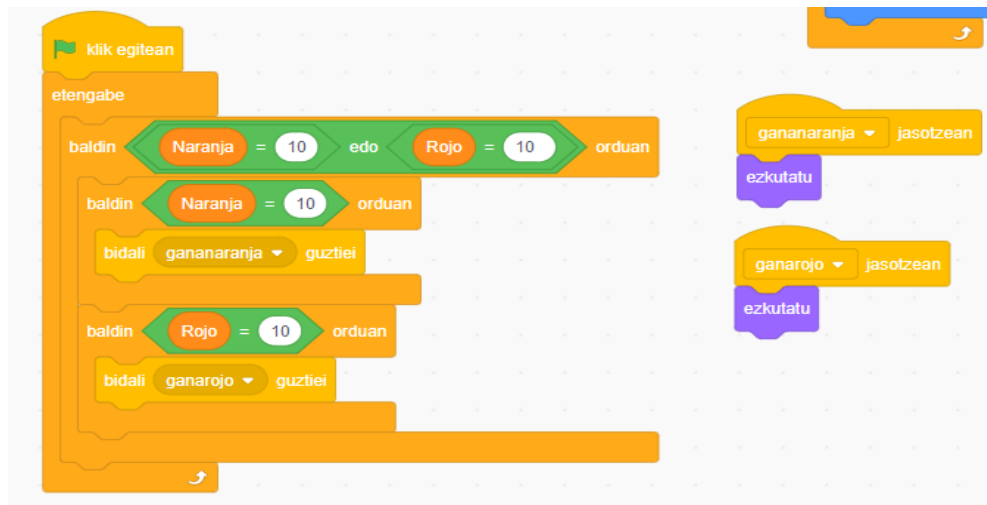 klik egitean
etengabe
baldin Naranja = 10 edo Rojo = 10 orduan
baldin Naranja = 10 orduan
bidali gananaranja guztiei
baldin Rojo = 10 orduan
bidali ganarojo guztiei
gananaranja jasotzean
ezkutatu
ganarojo jasotzean
ezkutatu